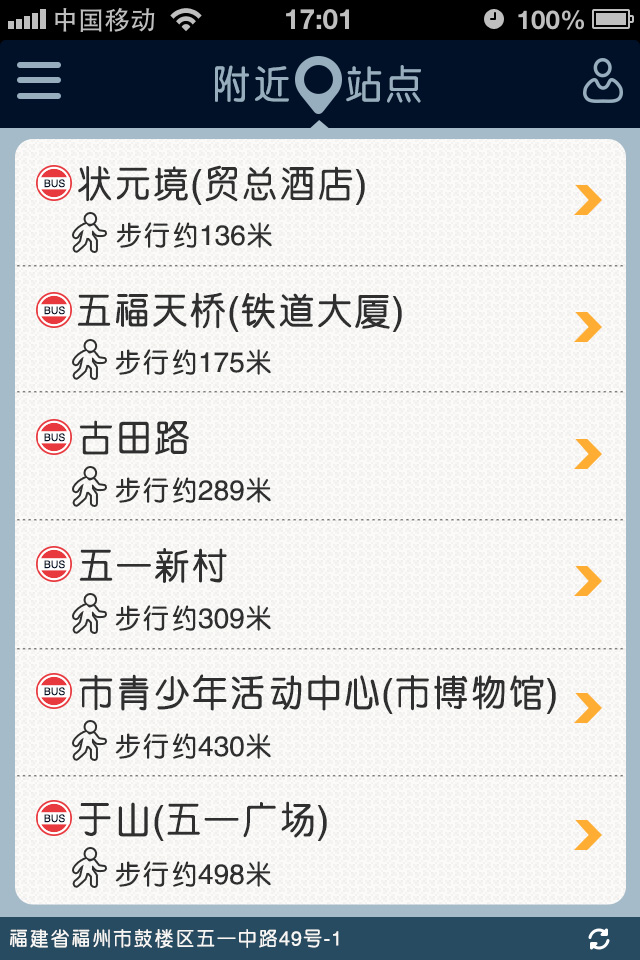 中国移动 17:01 100%
附近站点
BUS 状元境(贸总酒店)
步行约136米
BUS 五福天桥(铁道大厦)
步行约175米
BUS 古田路
步行约289米
BUS 五一新村
步行约309米
BUS 市青少年活动中心(市博物馆)
步行约430米
BUS 于山(五一广场)
步行约498米
福建省福州市鼓楼区五一中路49号-1